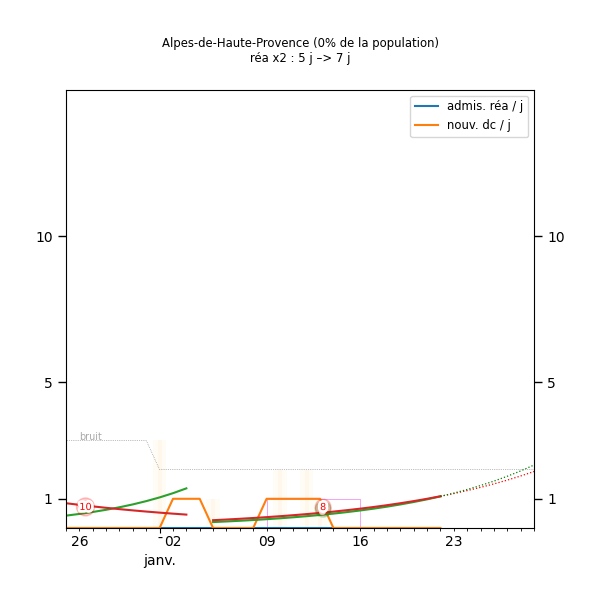 Alpes-de-Haute-Provence (0% de la population)
réa x2 : 5 j –> 7 j
admis. réa / j
nouv. dc / j
10
10
5
5
bruit
1
1
10
8
26
02
09
16
23
janv.